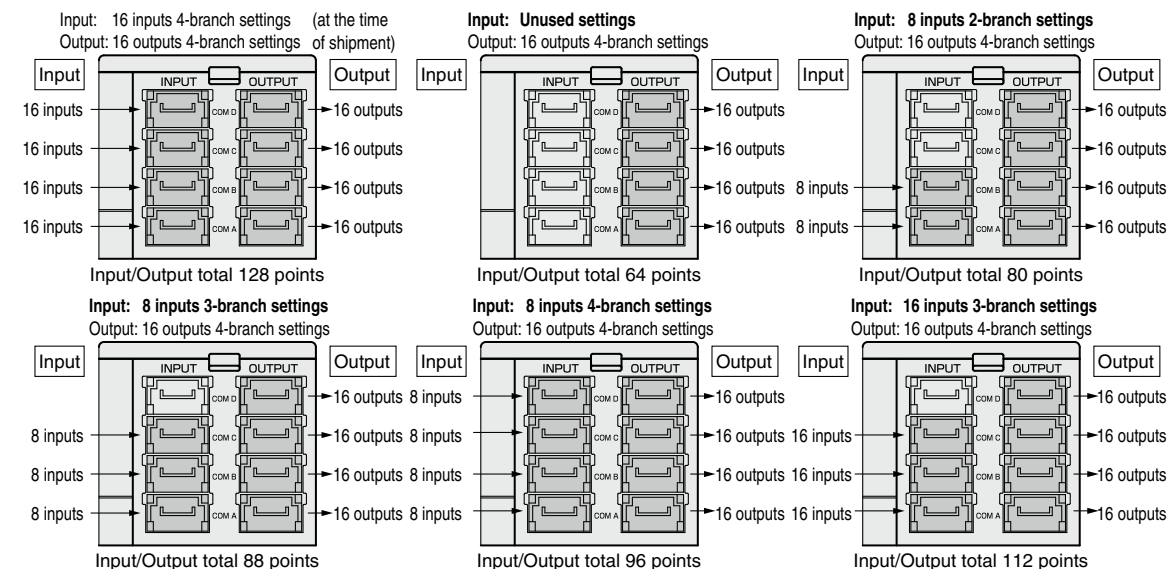 Input: 16 inputs 4-branch settings (at the time
Output: 16 outputs 4-branch settings of shipment)
Input INPUT OUTPUT Output
16 inputs COM D 16 outputs
16 inputs COM C 16 outputs
16 inputs COM B 16 outputs
16 inputs COM A 16 outputs
Input/Output total 128 points
Input: Unused settings
Output: 16 outputs 4-branch settings
Input INPUT OUTPUT Output
COM D 16 outputs
COM C 16 outputs
COM B 16 outputs
COM A 16 outputs
Input/Output total 64 points
Input: 8 inputs 2-branch settings
Output: 16 outputs 4-branch settings
Input INPUT OUTPUT Output
COM D 16 outputs
COM C 16 outputs
8 inputs COM B 16 outputs
8 inputs COM A 16 outputs
Input/Output total 80 points
Input: 8 inputs 3-branch settings
Output: 16 outputs 4-branch settings
Input INPUT OUTPUT Output
COM D 16 outputs
8 inputs COM C 16 outputs
8 inputs COM B 16 outputs
8 inputs COM A 16 outputs
Input/Output total 88 points
Input: 8 inputs 4-branch settings
Output: 16 outputs 4-branch settings
Input INPUT OUTPUT Output
8 inputs COM D 16 outputs
8 inputs COM C 16 outputs
8 inputs COM B 16 outputs
8 inputs COM A 16 outputs
Input/Output total 96 points
Input: 16 inputs 3-branch settings
Output: 16 outputs 4-branch settings
Input INPUT OUTPUT Output
COM D 16 outputs
16 inputs COM C 16 outputs
16 inputs COM B 16 outputs
16 inputs COM A 16 outputs
Input/Output total 112 points